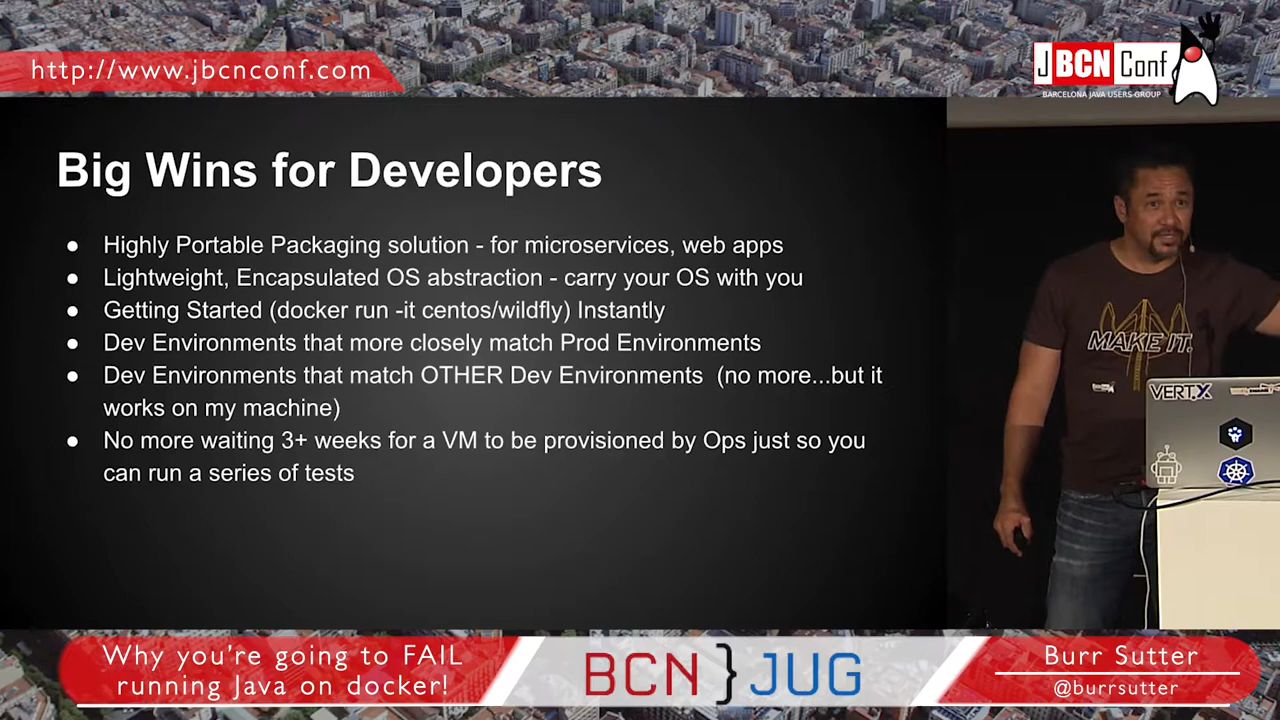 http://www.jbcnconf.com
JBCNConf
BARCELONA JAVA USERS GROUP
Big Wins for Developers
● Highly Portable Packaging solution - for microservices, web apps
● Lightweight, Encapsulated OS abstraction - carry your OS with you
● Getting Started (docker run -it centos/wildfly) Instantly
● Dev Environments that more closely match Prod Environments
● Dev Environments that match OTHER Dev Environments (no more...but it
works on my machine)
● No more waiting 3+ weeks for a VM to be provisioned by Ops just so you
can run a series of tests
MAKE IT.
VERT.X
Why you're going to FAIL
running Java on docker!
BCN}JUG
Burr Sutter
@burrsutter